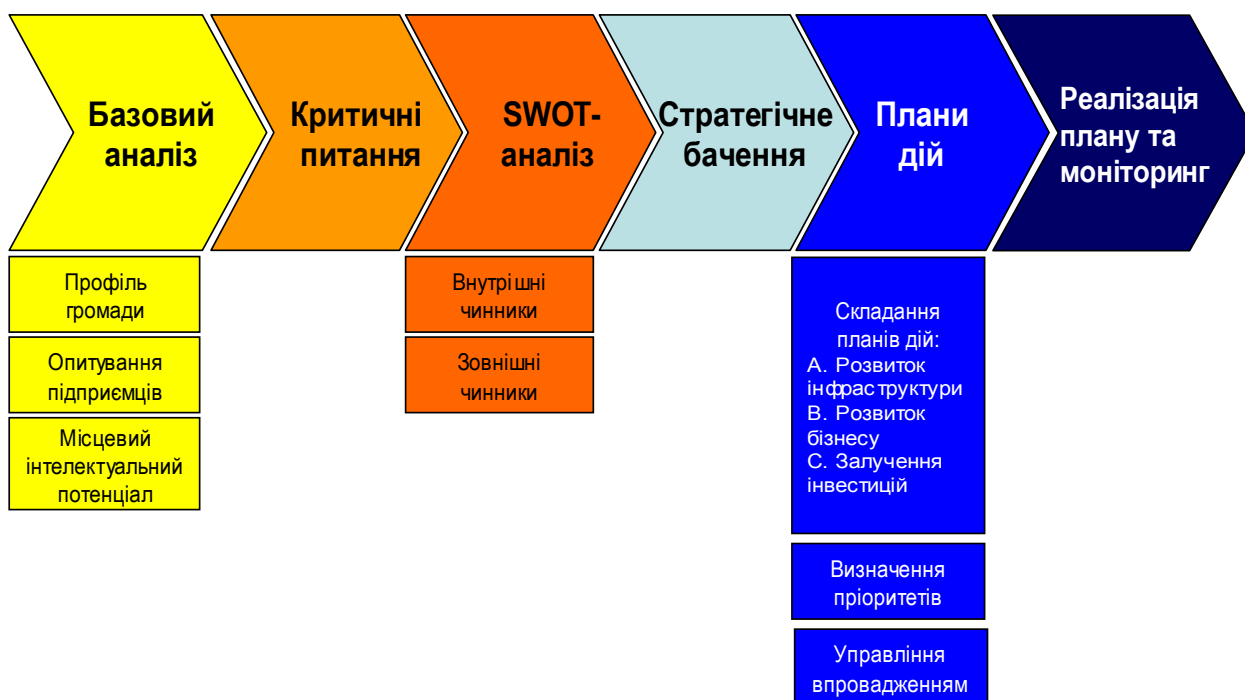 Базовий
аналіз
Критичні
питання
SWOT-
аналіз
Стратегічне
бачення
Плани
дій
Реалізація
плану та
моніторинг
Профіль
громади
Опитування
підприємців
Місцевий
інтелектуальний
потенціал
Внутрішні
чинники
Зовнішні
чинники
Складання
планів дій:
A. Розвиток
інфраструктури
B. Розвиток
бізнесу
C. Залучення
інвестицій
Визначення
пріоритетів
Управління
впровадженням